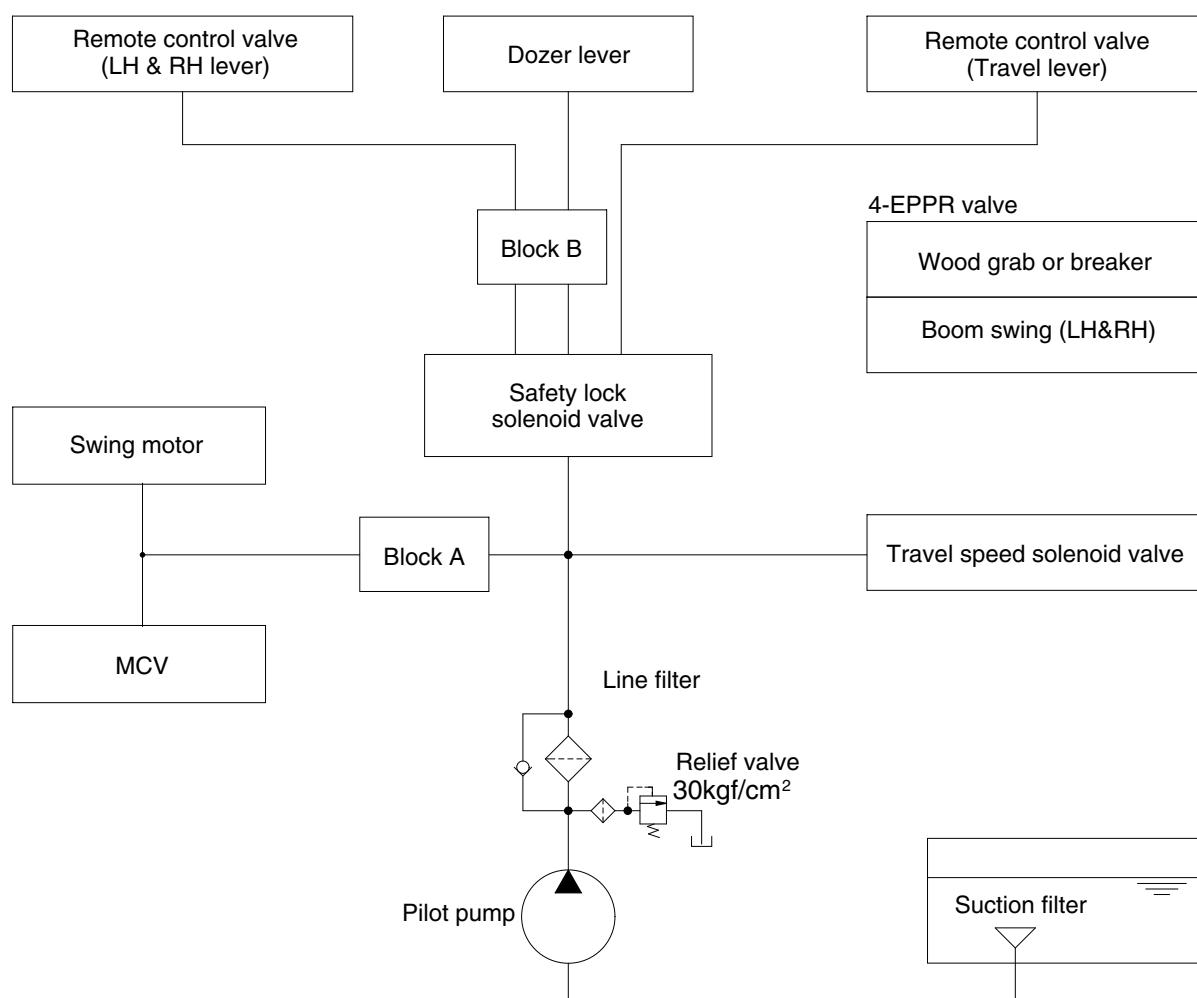 Remote control valve
(LH & RH lever)
Dozer lever
Remote control valve
(Travel lever)
4-EPPR valve
Block B
Wood grab or breaker
Boom swing (LH&RH)
Safety lock
solenoid valve
Swing motor
Block A
Travel speed solenoid valve
MCV
Line filter
Relief valve
30kgf/cm²
Pilot pump
Suction filter